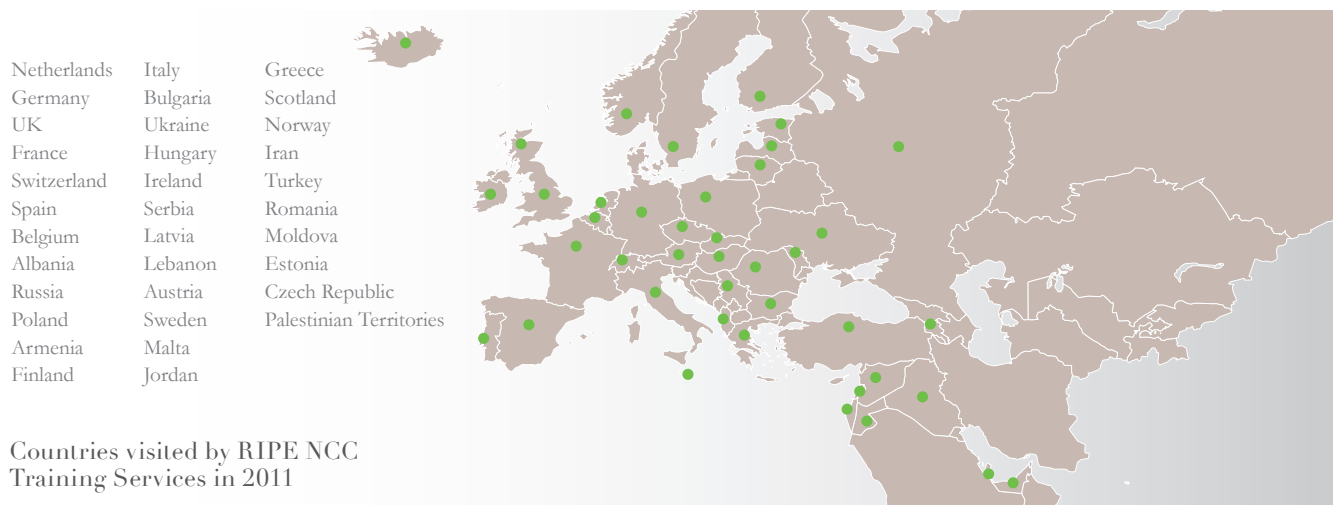 Netherlands
Germany
UK
France
Switzerland
Spain
Belgium
Albania
Russia
Poland
Armenia
Finland
Italy
Bulgaria
Ukraine
Hungary
Ireland
Serbia
Latvia
Lebanon
Austria
Sweden
Malta
Jordan
Greece
Scotland
Norway
Iran
Turkey
Romania
Moldova
Estonia
Czech Republic
Palestinian Territories
Countries visited by RIPE NCC
Training Services in 2011